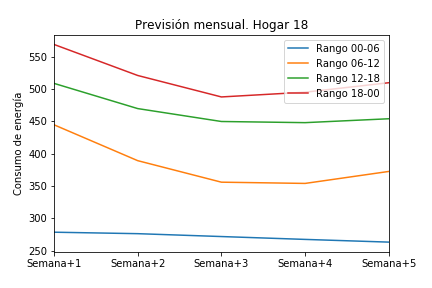 Previsión mensual. Hogar 18
Consumo de energía
550
500
450
400
350
300
250
Rango 00-06
Rango 06-12
Rango 12-18
Rango 18-00
Semana+1 Semana+2 Semana+3 Semana+4 Semana+5